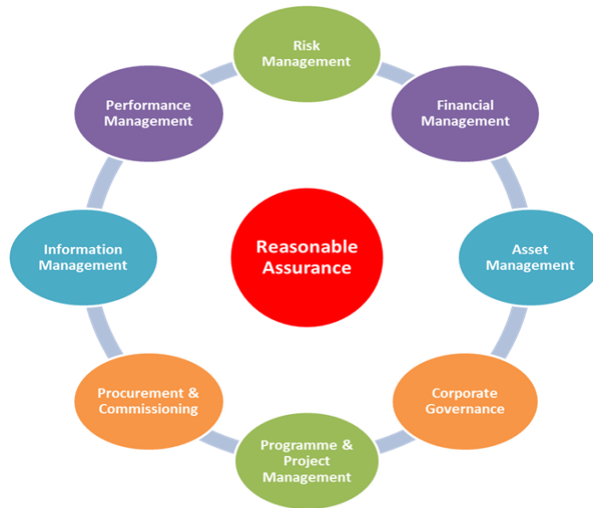 Risk
Management
Financial
Management
Asset
Management
Corporate
Governance
Programme &
Project
Management
Procurement &
Commissioning
Information
Management
Performance
Management
Reasonable
Assurance